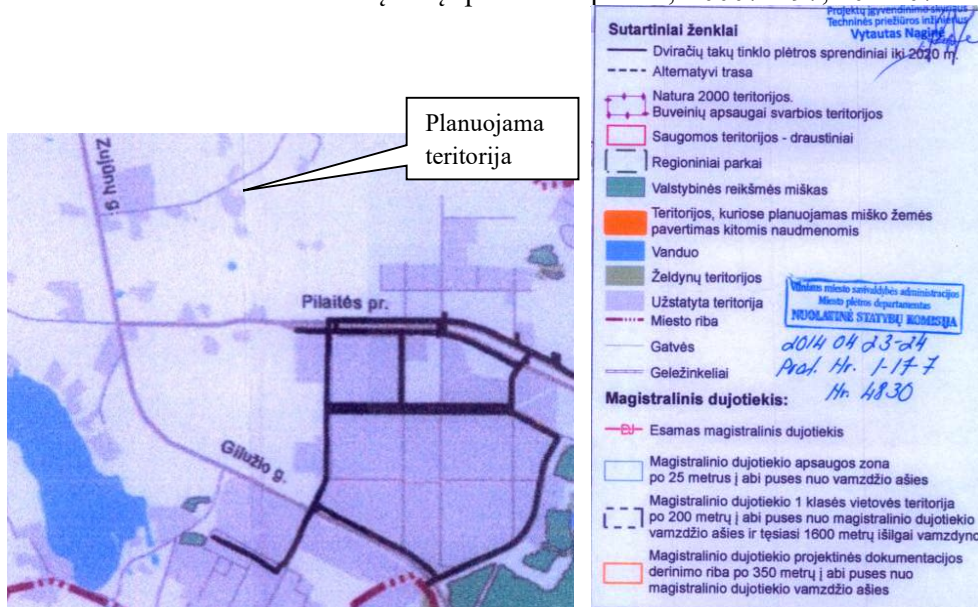 Planuojama
teritorija
Zujūnų g.
Pilaitės pr.
Gilužio g.
Projektų įgyvendinimo skyriaus
Techninės priežiūros inžinierius
Vytautas
Sutartiniai ženklai
Dviračių takų tinklo plėtros sprendiniai iki 2020 m.
Alternatyvi trasa
Natura 2000 teritorijos.
Buveinių apsaugai svarbios teritorijos
Saugomos teritorijos - draustiniai
Regioniniai parkai
Valstybinės reikšmės miškas
Teritorijos, kuriose planuojamas miško žemės
pavertimas kitomis naudmenomis
Vanduo
Želdynų teritorijos
Užstatyta teritorija
Miesto riba
Gatvės
Geležinkeliai
Vilniaus miesto savivaldybės administracijos
Miesto plėtros departamentas
NUOLATINĖ STATYBŲ KOMISIJA
2014 04 23-24
Prot. Nr. 1-17-7
Nr. 4830
Magistralinis dujotiekis:
Esamas magistralinis dujotiekis
Magistralinio dujotiekio apsaugos zona
po 25 metrus į abi puses nuo vamzdžio ašies
Magistralinio dujotiekio 1 klasės vietovės teritorija
po 200 metrų į abi puses nuo magistralinio dujotiekio
vamzdžio ašies ir tęsiasi 1600 metrų išilgai vamzdyno
Magistralinio dujotiekio projektinės dokumentacijos
derinimo riba po 350 metrų į abi puses nuo
magistralinio dujotiekio vamzdžio ašies